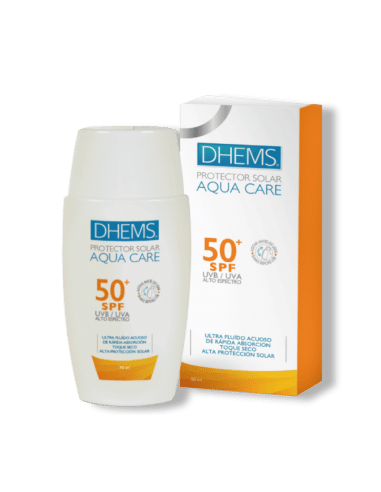 DHEMS.
PROTECTOR SOLAR
AQUA CARE
50+
SPF
UVB / UVA
ALTO ESPECTRO
ULTRA FLUÍDO ACUOSO
DE RÁPIDA ABSORCIÓN
TOQUE SECO
ALTA PROTECCIÓN SOLAR
DHEMS.
PROTECTOR SOLAR
AQUA CARE
50+
SPF
UVB / UVA
ALTO ESPECTRO
ULTRA FLUÍDO ACUOSO
DE RÁPIDA ABSORCIÓN
TOQUE SECO
ALTA PROTECCIÓN SOLAR